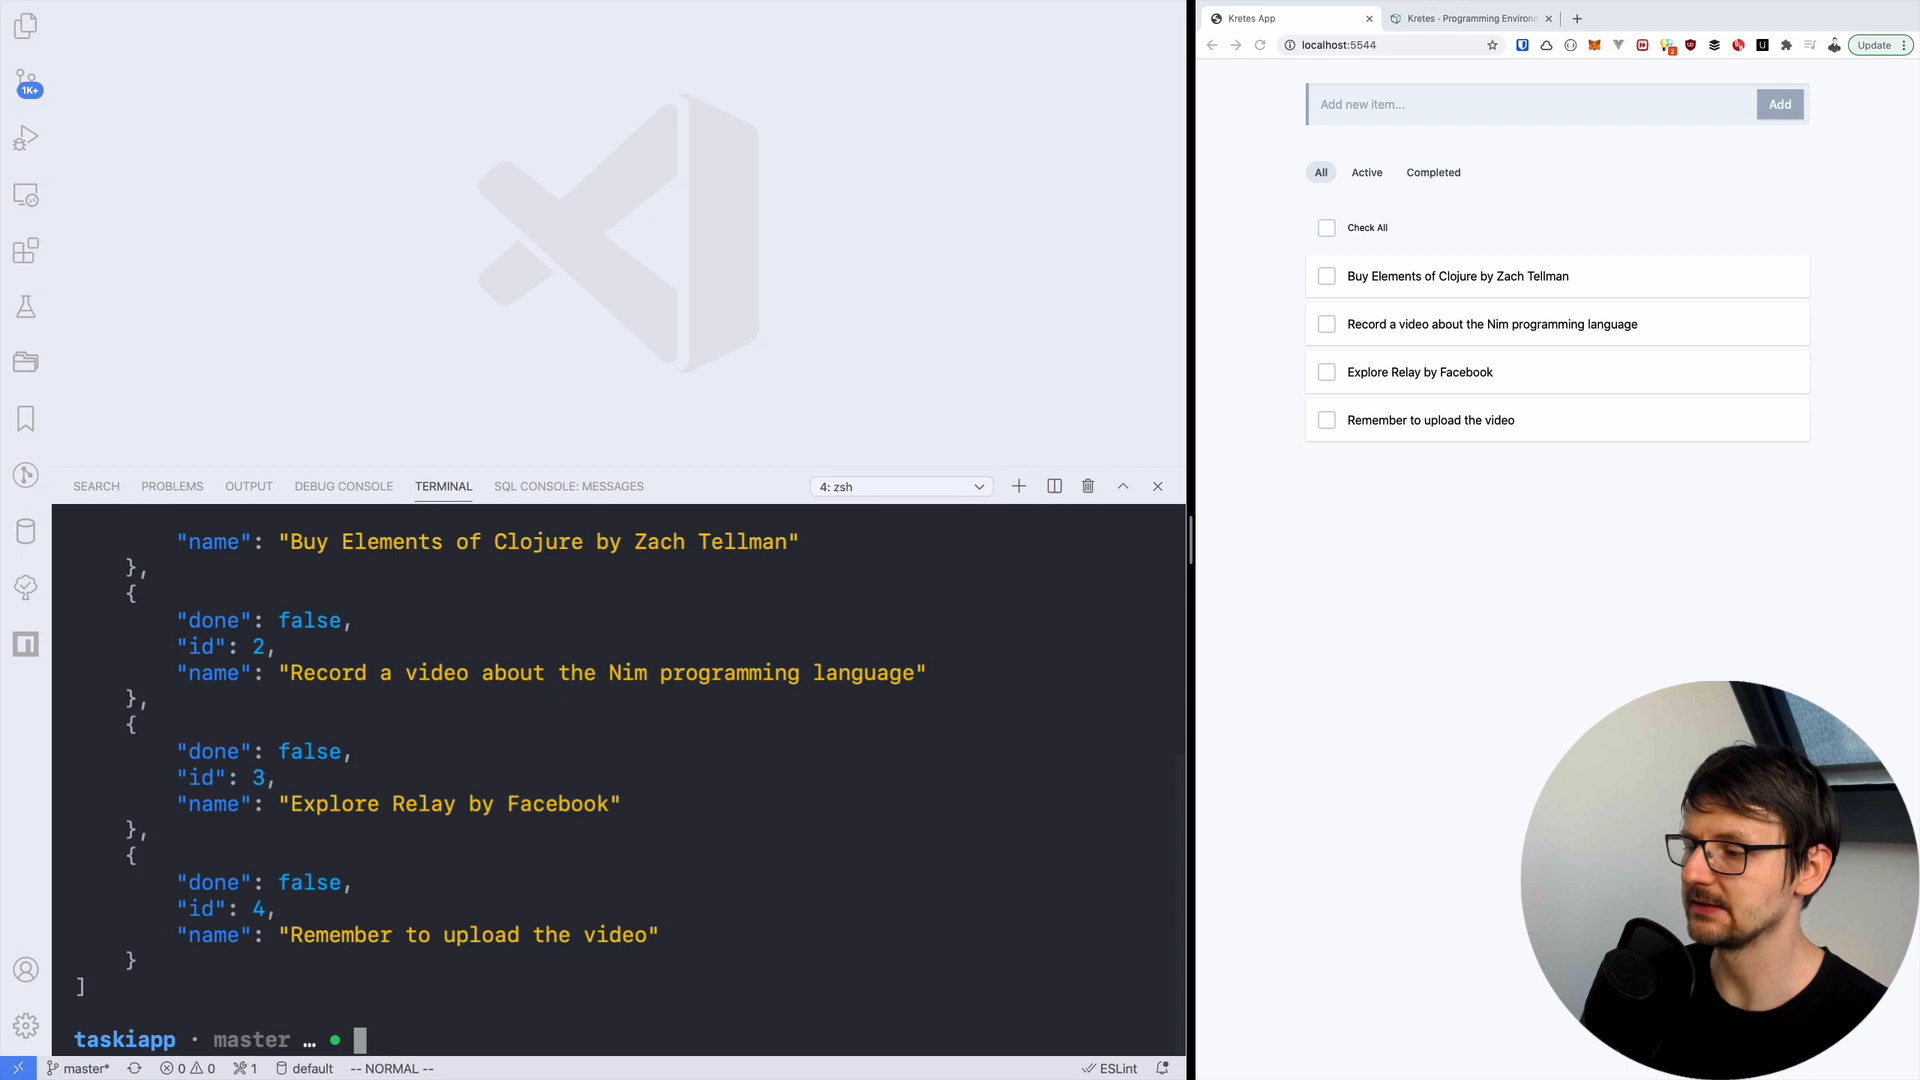 1K+
SEARCH PROBLEMS OUTPUT DEBUG CONSOLE TERMINAL SQL CONSOLE: MESSAGES
4: zsh
"name": "Buy Elements of Clojure by Zach Tellman"
},
{
"done": false,
"id": 2,
"name": "Record a video about the Nim programming language"
},
{
"done": false,
"id": 3,
"name": "Explore Relay by Facebook"
},
{
"done": false,
"id": 4,
"name": "Remember to upload the video"
}
]
taskiapp · master …
master* 0 0 1 default -- NORMAL -- ESLint
Kretes App Kretes · Programming Environ
localhost:5544 2 Update
Add new item... Add
All Active Completed
Check All
Buy Elements of Clojure by Zach Tellman
Record a video about the Nim programming language
Explore Relay by Facebook
Remember to upload the video